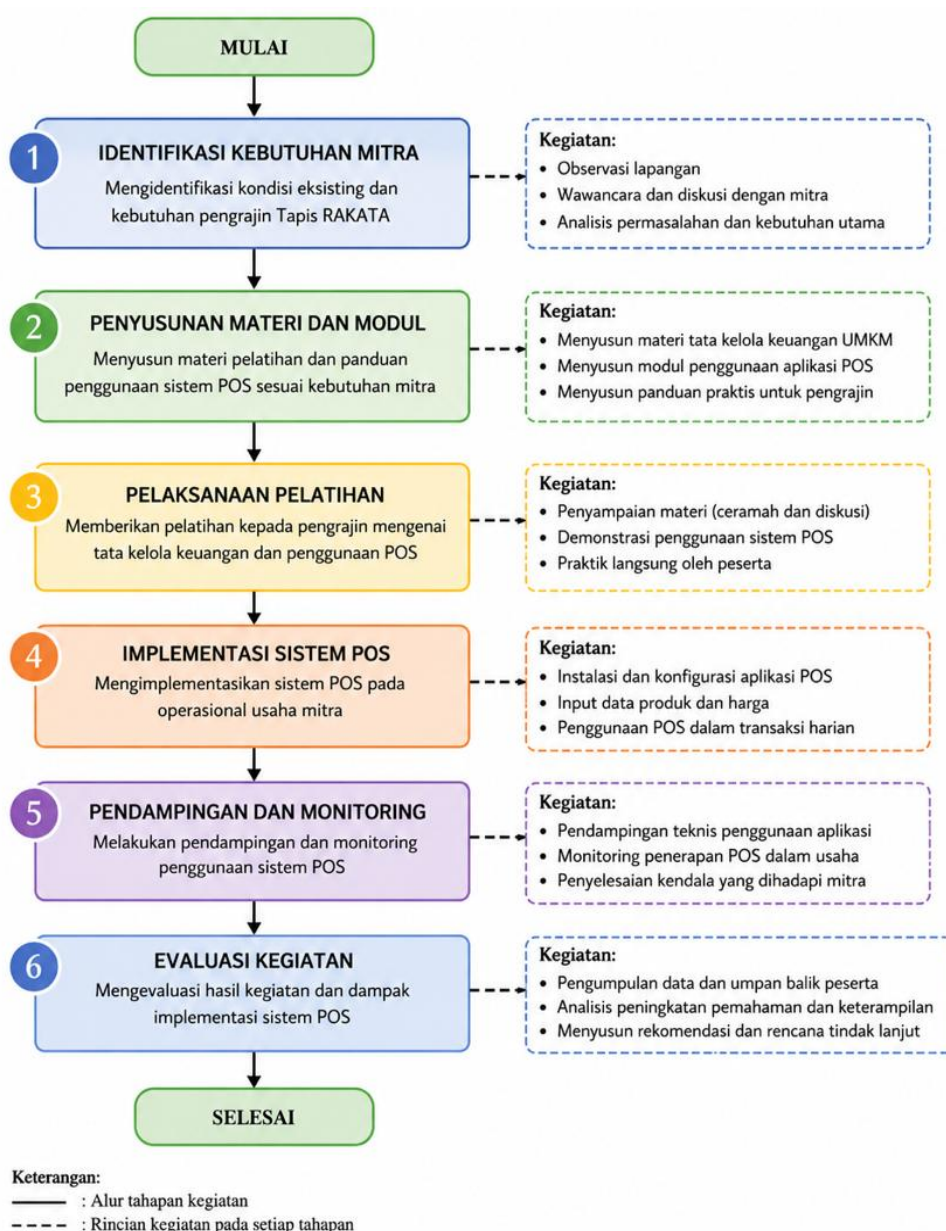 MULAI
1
IDENTIFIKASI KEBUTUHAN MITRA
Mengidentifikasi kondisi eksisting dan
kebutuhan pengrajin Tapis RAKATA
Kegiatan:
• Observasi lapangan
• Wawancara dan diskusi dengan mitra
• Analisis permasalahan dan kebutuhan utama
2
PENYUSUNAN MATERI DAN MODUL
Menyusun materi pelatihan dan panduan
penggunaan sistem POS sesuai kebutuhan mitra
Kegiatan:
• Menyusun materi tata kelola keuangan UMKM
• Menyusun modul penggunaan aplikasi POS
• Menyusun panduan praktis untuk pengrajin
3
PELAKSANAAN PELATIHAN
Memberikan pelatihan kepada pengrajin mengenai
tata kelola keuangan dan penggunaan POS
Kegiatan:
• Penyampaian materi (ceramah dan diskusi)
• Demonstrasi penggunaan sistem POS
• Praktik langsung oleh peserta
4
IMPLEMENTASI SISTEM POS
Mengimplementasikan sistem POS pada
operasional usaha mitra
Kegiatan:
• Instalasi dan konfigurasi aplikasi POS
• Input data produk dan harga
• Penggunaan POS dalam transaksi harian
5
PENDAMPINGAN DAN MONITORING
Melakukan pendampingan dan monitoring
penggunaan sistem POS
Kegiatan:
• Pendampingan teknis penggunaan aplikasi
• Monitoring penerapan POS dalam usaha
• Penyelesaian kendala yang dihadapi mitra
6
EVALUASI KEGIATAN
Mengevaluasi hasil kegiatan dan dampak
implementasi sistem POS
Kegiatan:
• Pengumpulan data dan umpan balik peserta
• Analisis peningkatan pemahaman dan keterampilan
• Menyusun rekomendasi dan rencana tindak lanjut
SELESAI
Keterangan:
: Alur tahapan kegiatan
: Rincian kegiatan pada setiap tahapan